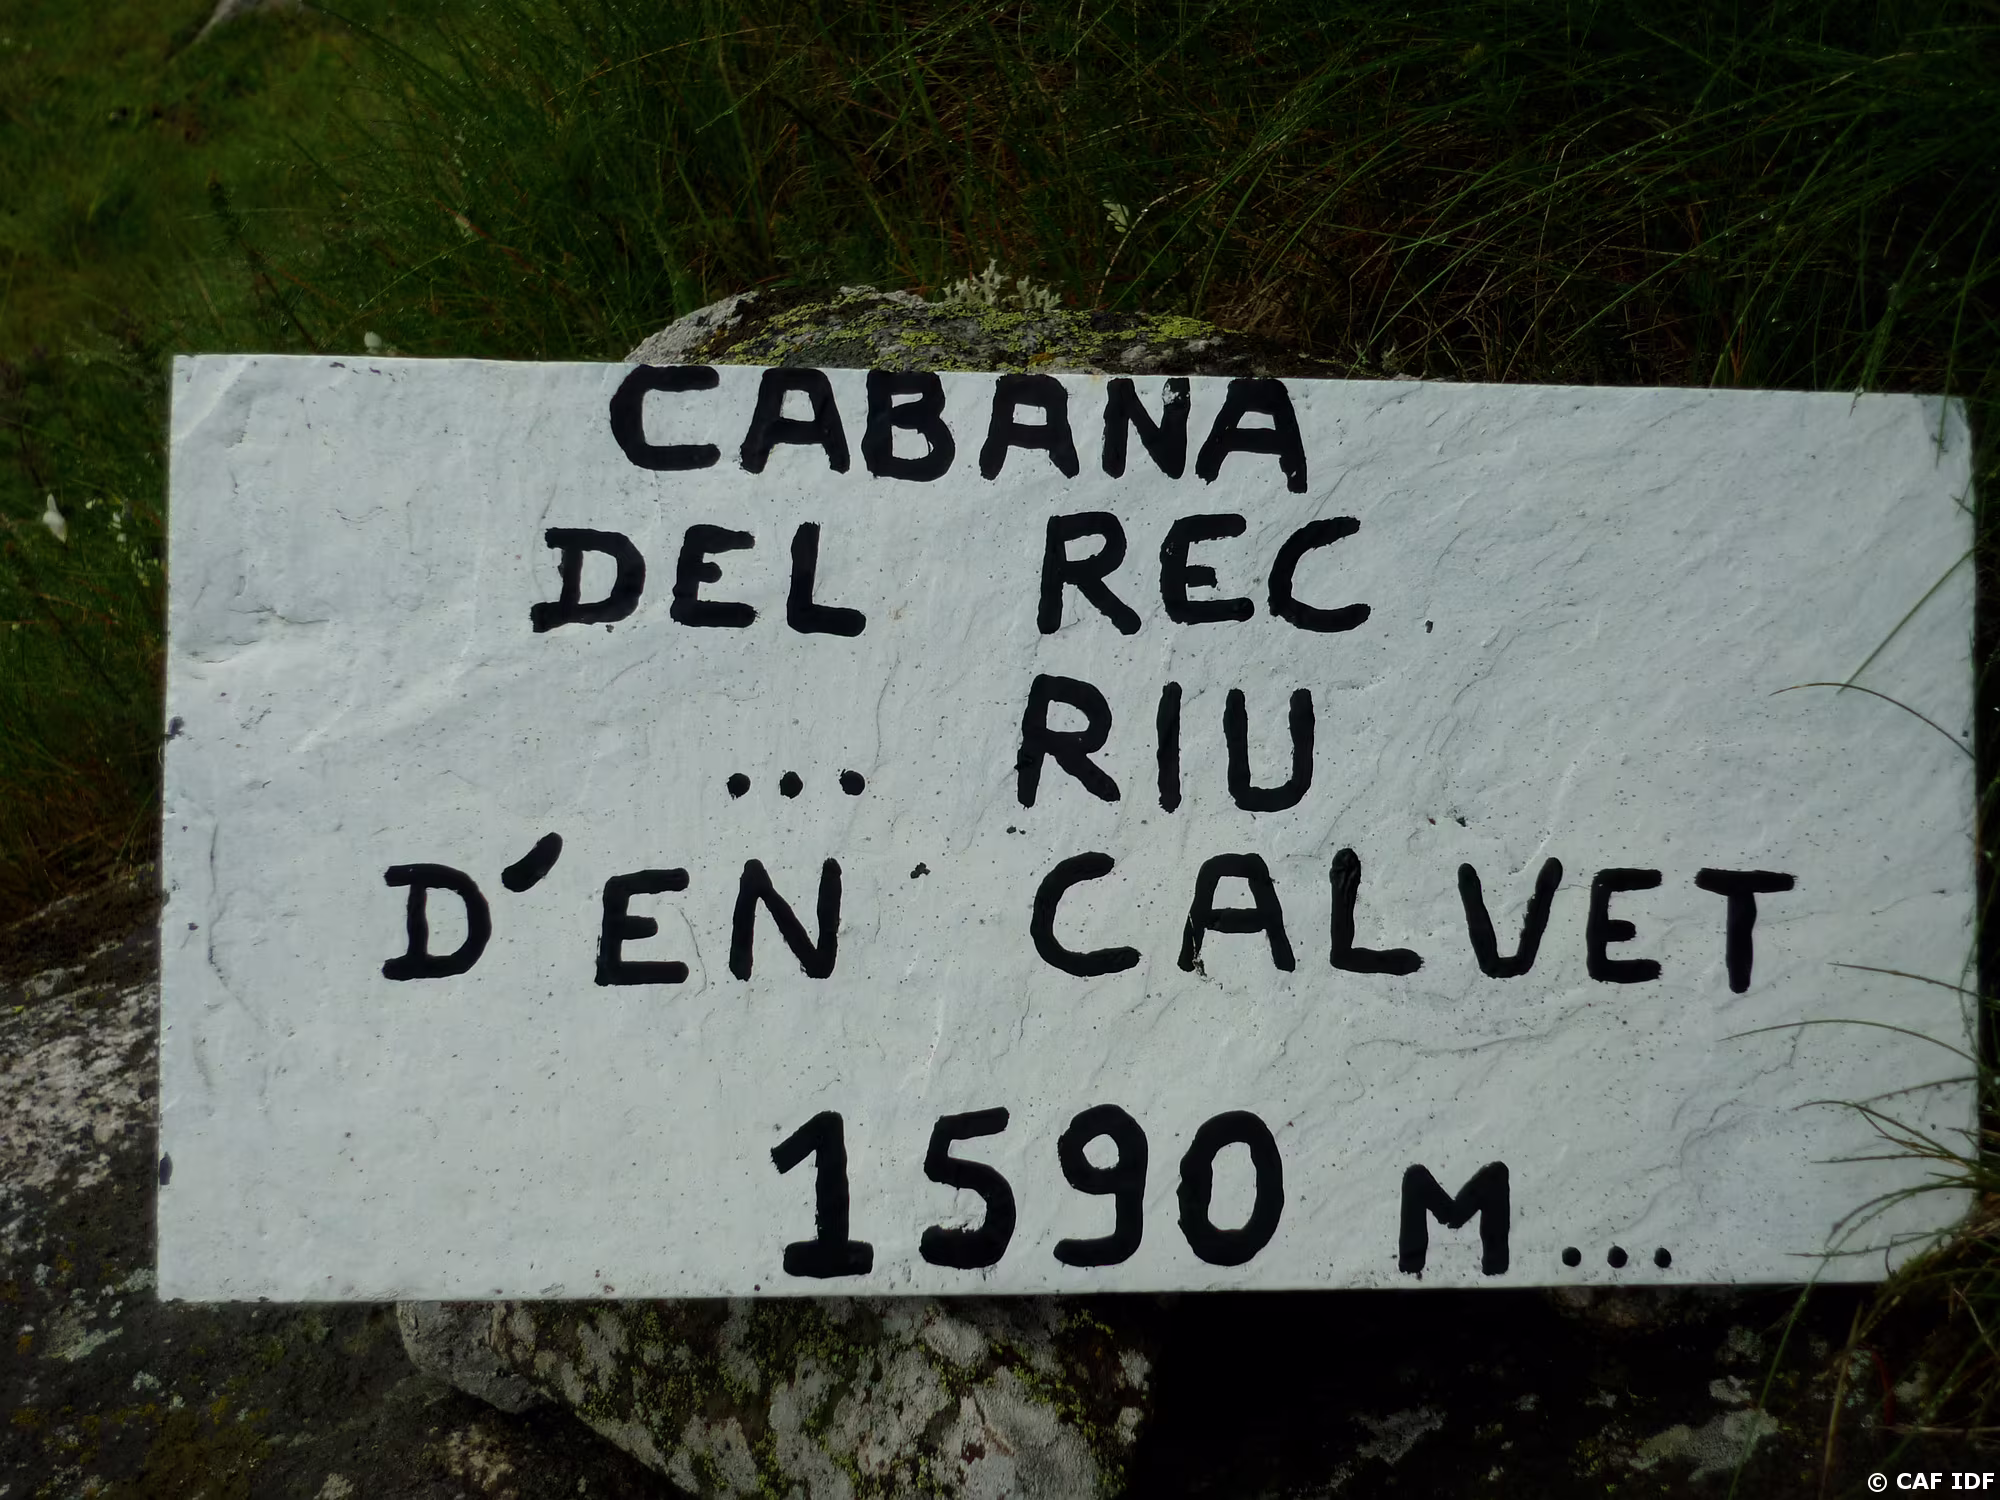 CABANA
DEL REC
... RIU
D'EN CALVET
1590 M...
© CAF IDF